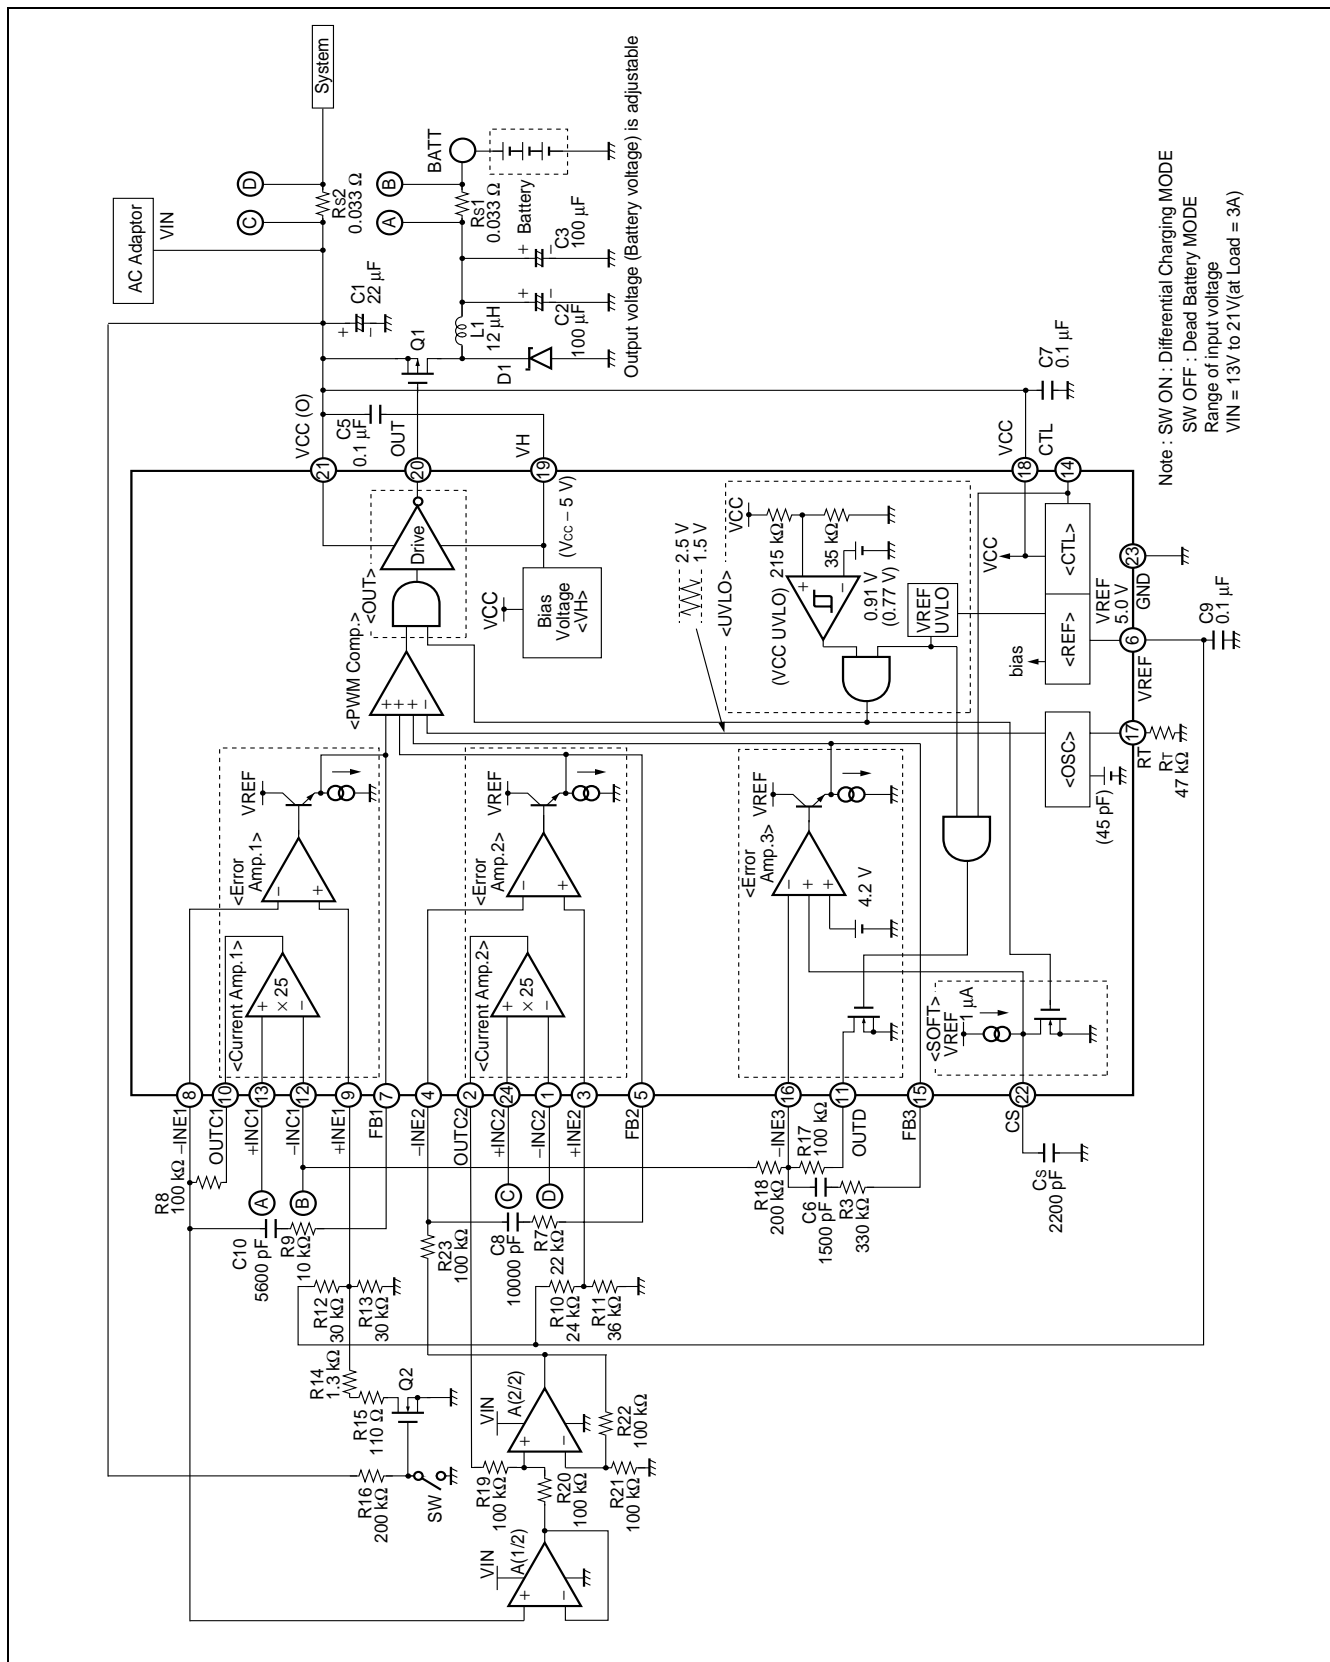 AC Adaptor
VIN
System
C
D
RS2
0.033 Ω
A
B
RS1
0.033 Ω
BATT
Battery
C1
22 μF
+
−
Q1
L1
12 μH
D1
C2
100 μF
+
−
C3
100 μF
+
−
Output voltage (Battery voltage) is adjustable
VCC (O)
21
C5
0.1 μF
OUT
20
VH
19
(VCC − 5 V)
VCC
18
C7
0.1 μF
CTL
14
<OUT>
Drive
VCC
Bias
Voltage
<VH>
<PWM Comp.>
+
+
+
−
2.5 V
1.5 V
<UVLO>
VCC
215 kΩ
35 kΩ
+
−
0.91 V
(0.77 V)
(VCC UVLO)
VREF
UVLO
VCC
<CTL>
<REF>
bias
VREF
5.0 V
GND
23
VREF
6
C9
0.1 μF
<OSC>
(45 pF)
RT
17
RT
47 kΩ
<Error
Amp.1>
−
+
VREF
<Current Amp.1>
+
× 25
−
<Error
Amp.2>
−
+
VREF
<Current Amp.2>
+
× 25
−
<Error
Amp.3>
−
+
+
VREF
4.2 V
<SOFT>
VREF
1 μA
8
−INE1
10
OUTC1
13
+INC1
12
−INC1
9
+INE1
7
FB1
4
−INE2
2
OUTC2
24
+INC2
1
−INC2
3
+INE2
5
FB2
16
−INE3
11
OUTD
15
FB3
22
CS
R8
100 kΩ
A
B
C10
5600 pF
R9
10 kΩ
R12
30 kΩ
R13
30 kΩ
R14
1.3 kΩ
R15
110 Ω
Q2
R16
200 kΩ
SW
C
D
R23
100 kΩ
C8
10000 pF
R7
22 kΩ
R10
24 kΩ
R11
36 kΩ
VIN
A(2/2)
+
−
R19
100 kΩ
R20
100 kΩ
R21
100 kΩ
R22
100 kΩ
VIN
A(1/2)
+
−
R18
200 kΩ
R17
100 kΩ
C6
1500 pF
R3
330 kΩ
CS
2200 pF
Note : SW ON : Differential Charging MODE
SW OFF : Dead Battery MODE
Range of input voltage
VIN = 13V to 21V(at Load = 3A)